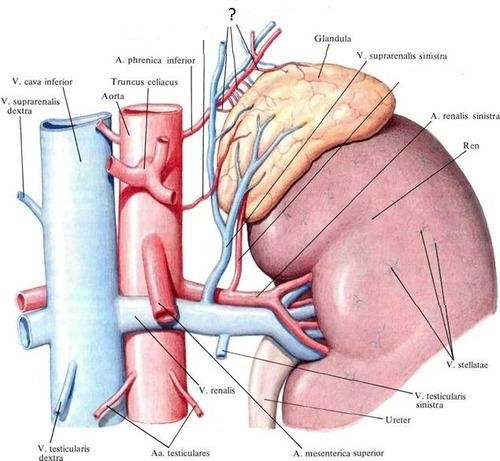 ?
Glandula
A. phrenica inferior
V. suprarenalis sinistra
V. cava inferior
Truncus celiacus
V. suprarenalis
dextra
Aorta
A. renalis sinistra
Ren
V. stellatae
V. renalis
V. testicularis
sinistra
Ureter
V. testicularis
dextra
Aa. testiculares
A. mesenterica superior